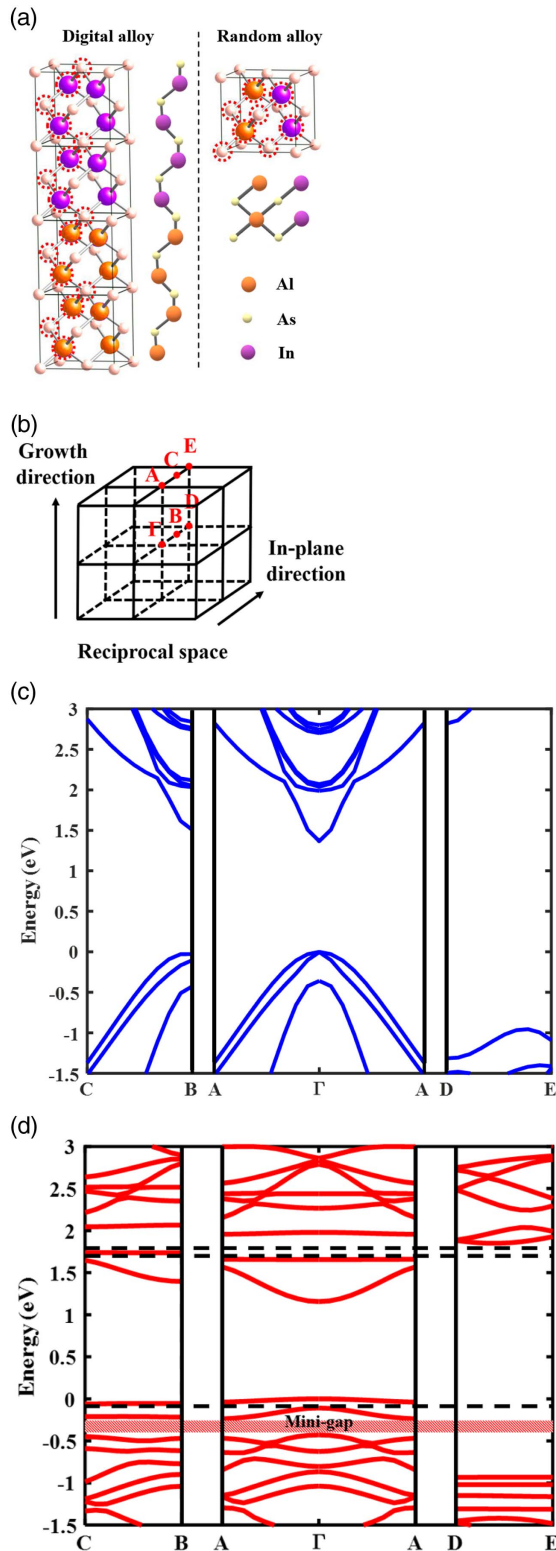 (a)
Digital alloy
Random alloy
Al
As
In
(b)
Growth
direction
E
C
A
D
B
F
In-plane
direction
Reciprocal space
(c)
3
2.5
2
1.5
1
0.5
0
-0.5
-1
-1.5
Energy (eV)
C B A Γ A D E
(d)
3
2.5
2
1.5
1
0.5
0
-0.5
-1
-1.5
Energy (eV)
Mini-gap
C B A Γ A D E